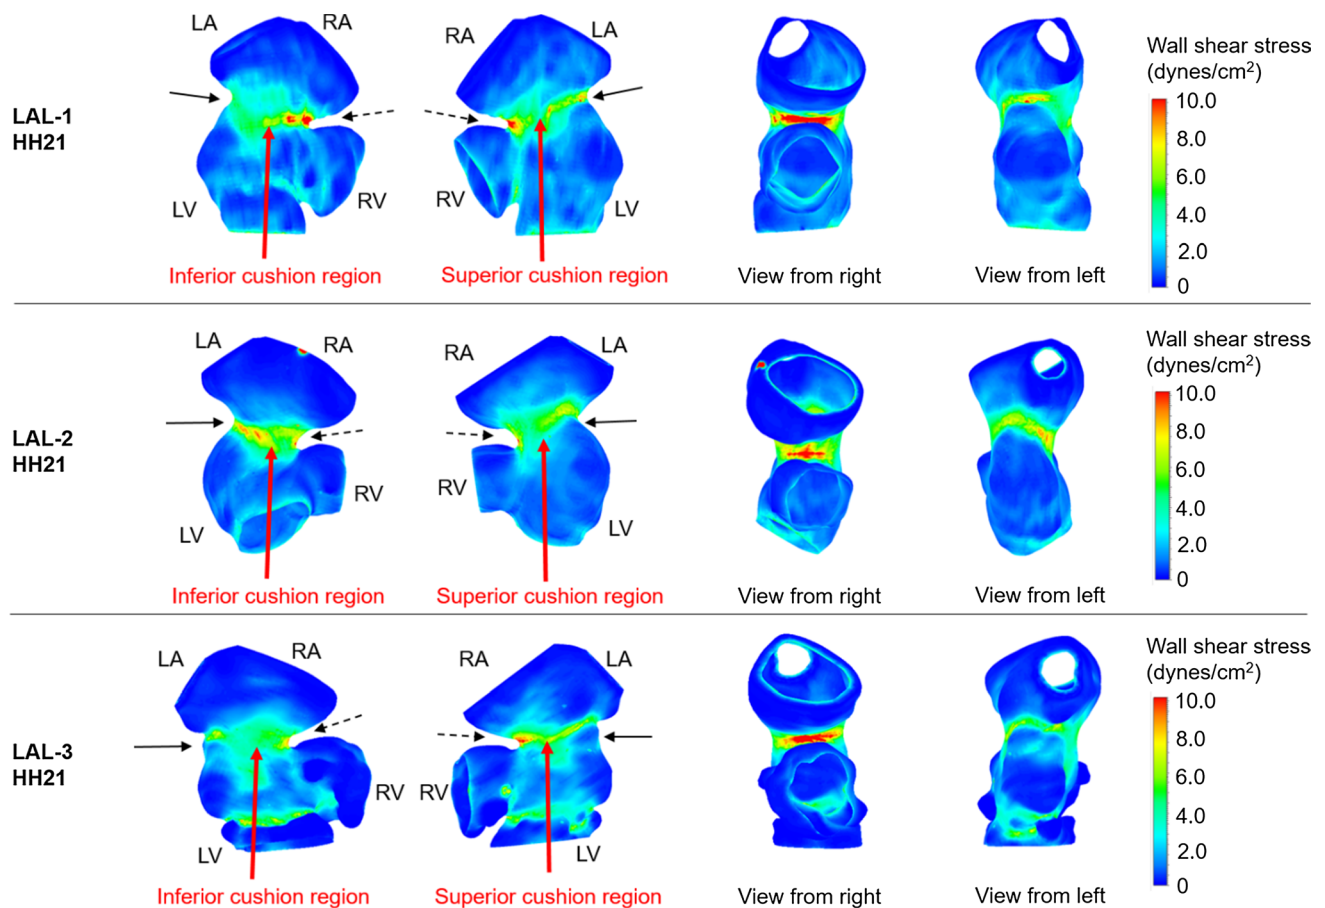 LA
RA
RA
LA
Wall shear stress
(dynes/cm²)
10.0
8.0
6.0
4.0
2.0
0
LAL-1
HH21
LV
RV
RV
LV
Inferior cushion region
Superior cushion region
View from right
View from left
LA
RA
RA
LA
Wall shear stress
(dynes/cm²)
10.0
8.0
6.0
4.0
2.0
0
LAL-2
HH21
LV
RV
RV
LV
Inferior cushion region
Superior cushion region
View from right
View from left
LA
RA
RA
LA
Wall shear stress
(dynes/cm²)
10.0
8.0
6.0
4.0
2.0
0
LAL-3
HH21
RV
RV
LV
LV
Inferior cushion region
Superior cushion region
View from right
View from left